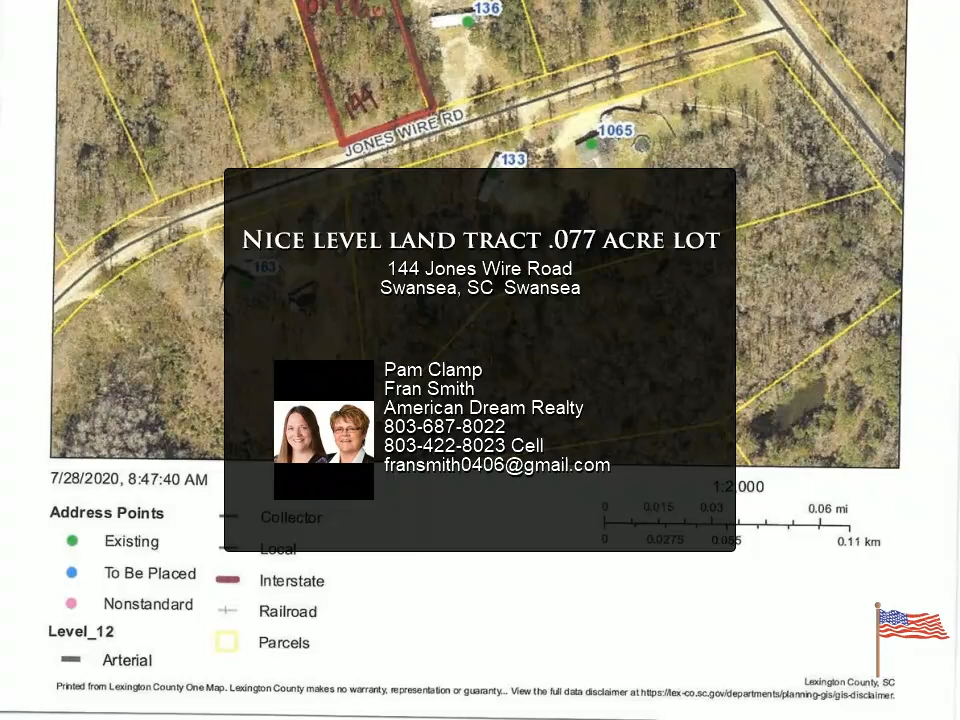 136
144
JONES WIRE RD
1065
133
NICE LEVEL LAND TRACT .077 ACRE LOT
163
144 Jones Wire Road
Swansea, SC Swansea
Pam Clamp
Fran Smith
American Dream Realty
803-687-8022
803-422-8023 Cell
fransmith0406@gmail.com
7/28/2020, 8:47:40 AM
1:2,000
Address Points
Existing
To Be Placed
Nonstandard
Level_12
Arterial
Collector
Local
Interstate
Railroad
Parcels
0 0.015 0.03 0.06 mi
0 0.0275 0.055 0.11 km
Lexington County, SC
Printed from Lexington County One Map. Lexington County makes no warranty, representation or guaranty... View the full data disclaimer at https://lex-co.sc.gov/departments/planning-gis/gis-disclaimer.